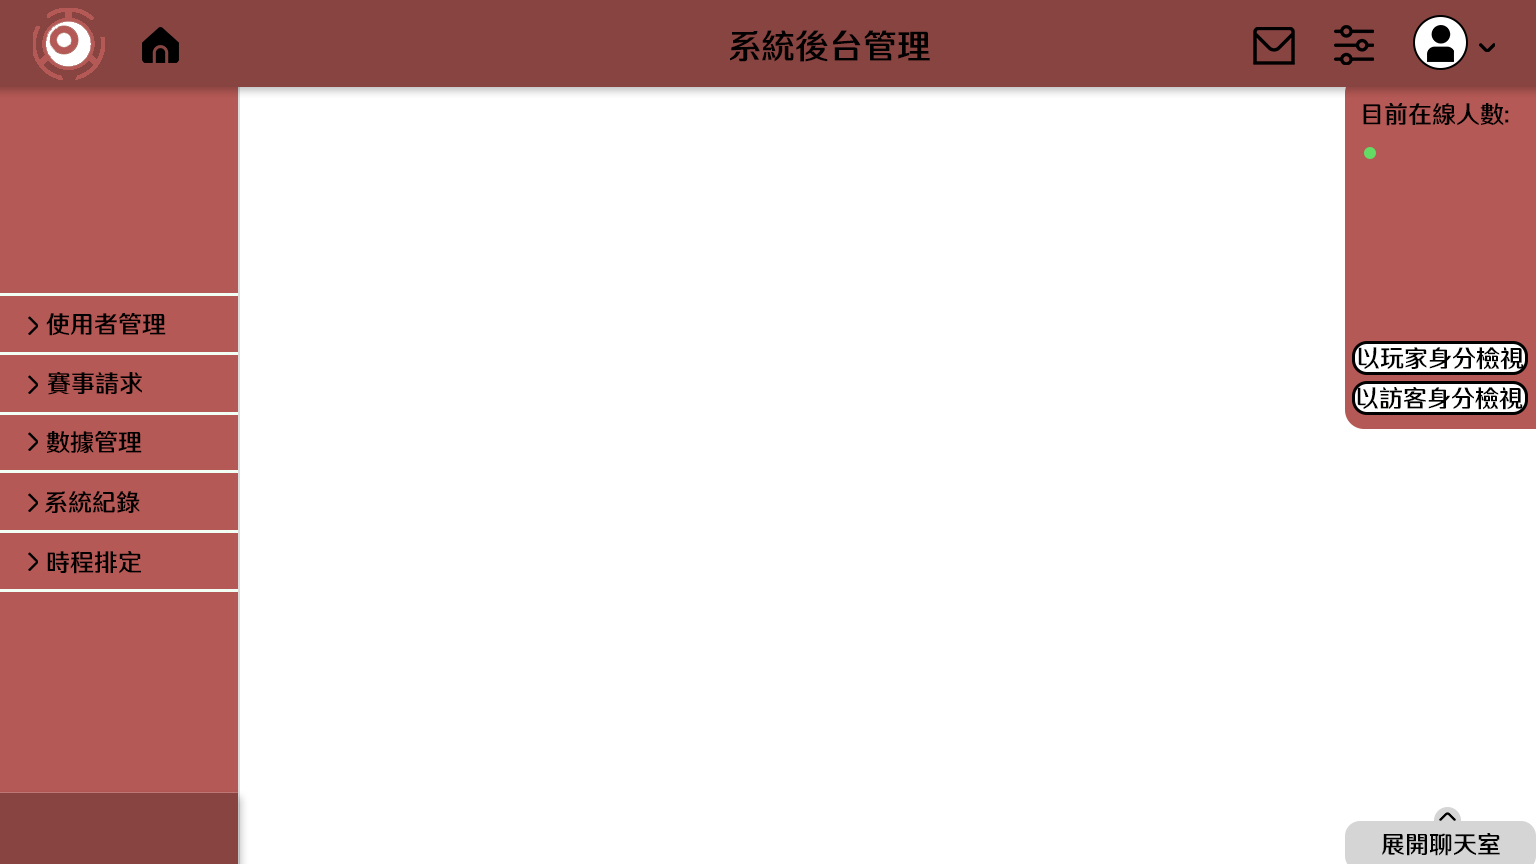 系統後台管理
目前在線人數:
使用者管理
賽事請求
數據管理
系統紀錄
時程排定
以玩家身分檢視
以訪客身分檢視
展開聊天室